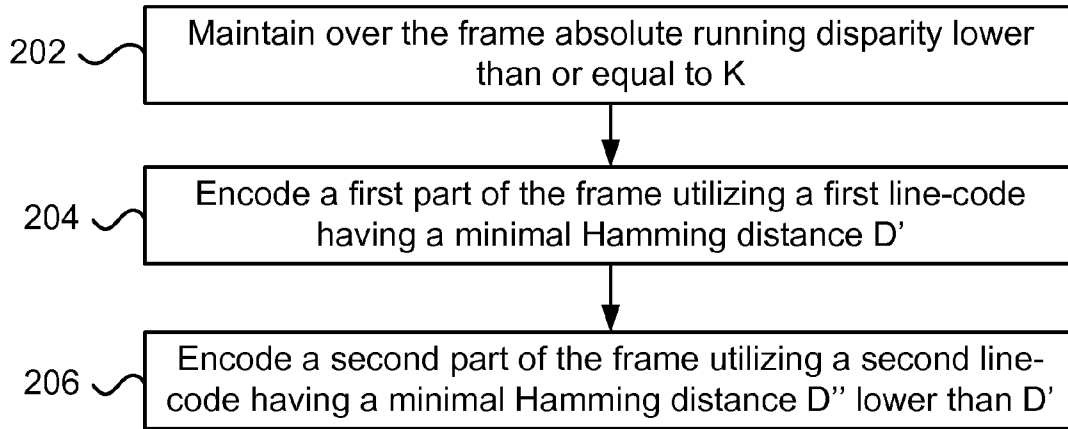 202
Maintain over the frame absolute running disparity lower
than or equal to K
204
Encode a first part of the frame utilizing a first line-code
having a minimal Hamming distance D’
206
Encode a second part of the frame utilizing a second line-
code having a minimal Hamming distance D’’ lower than D’